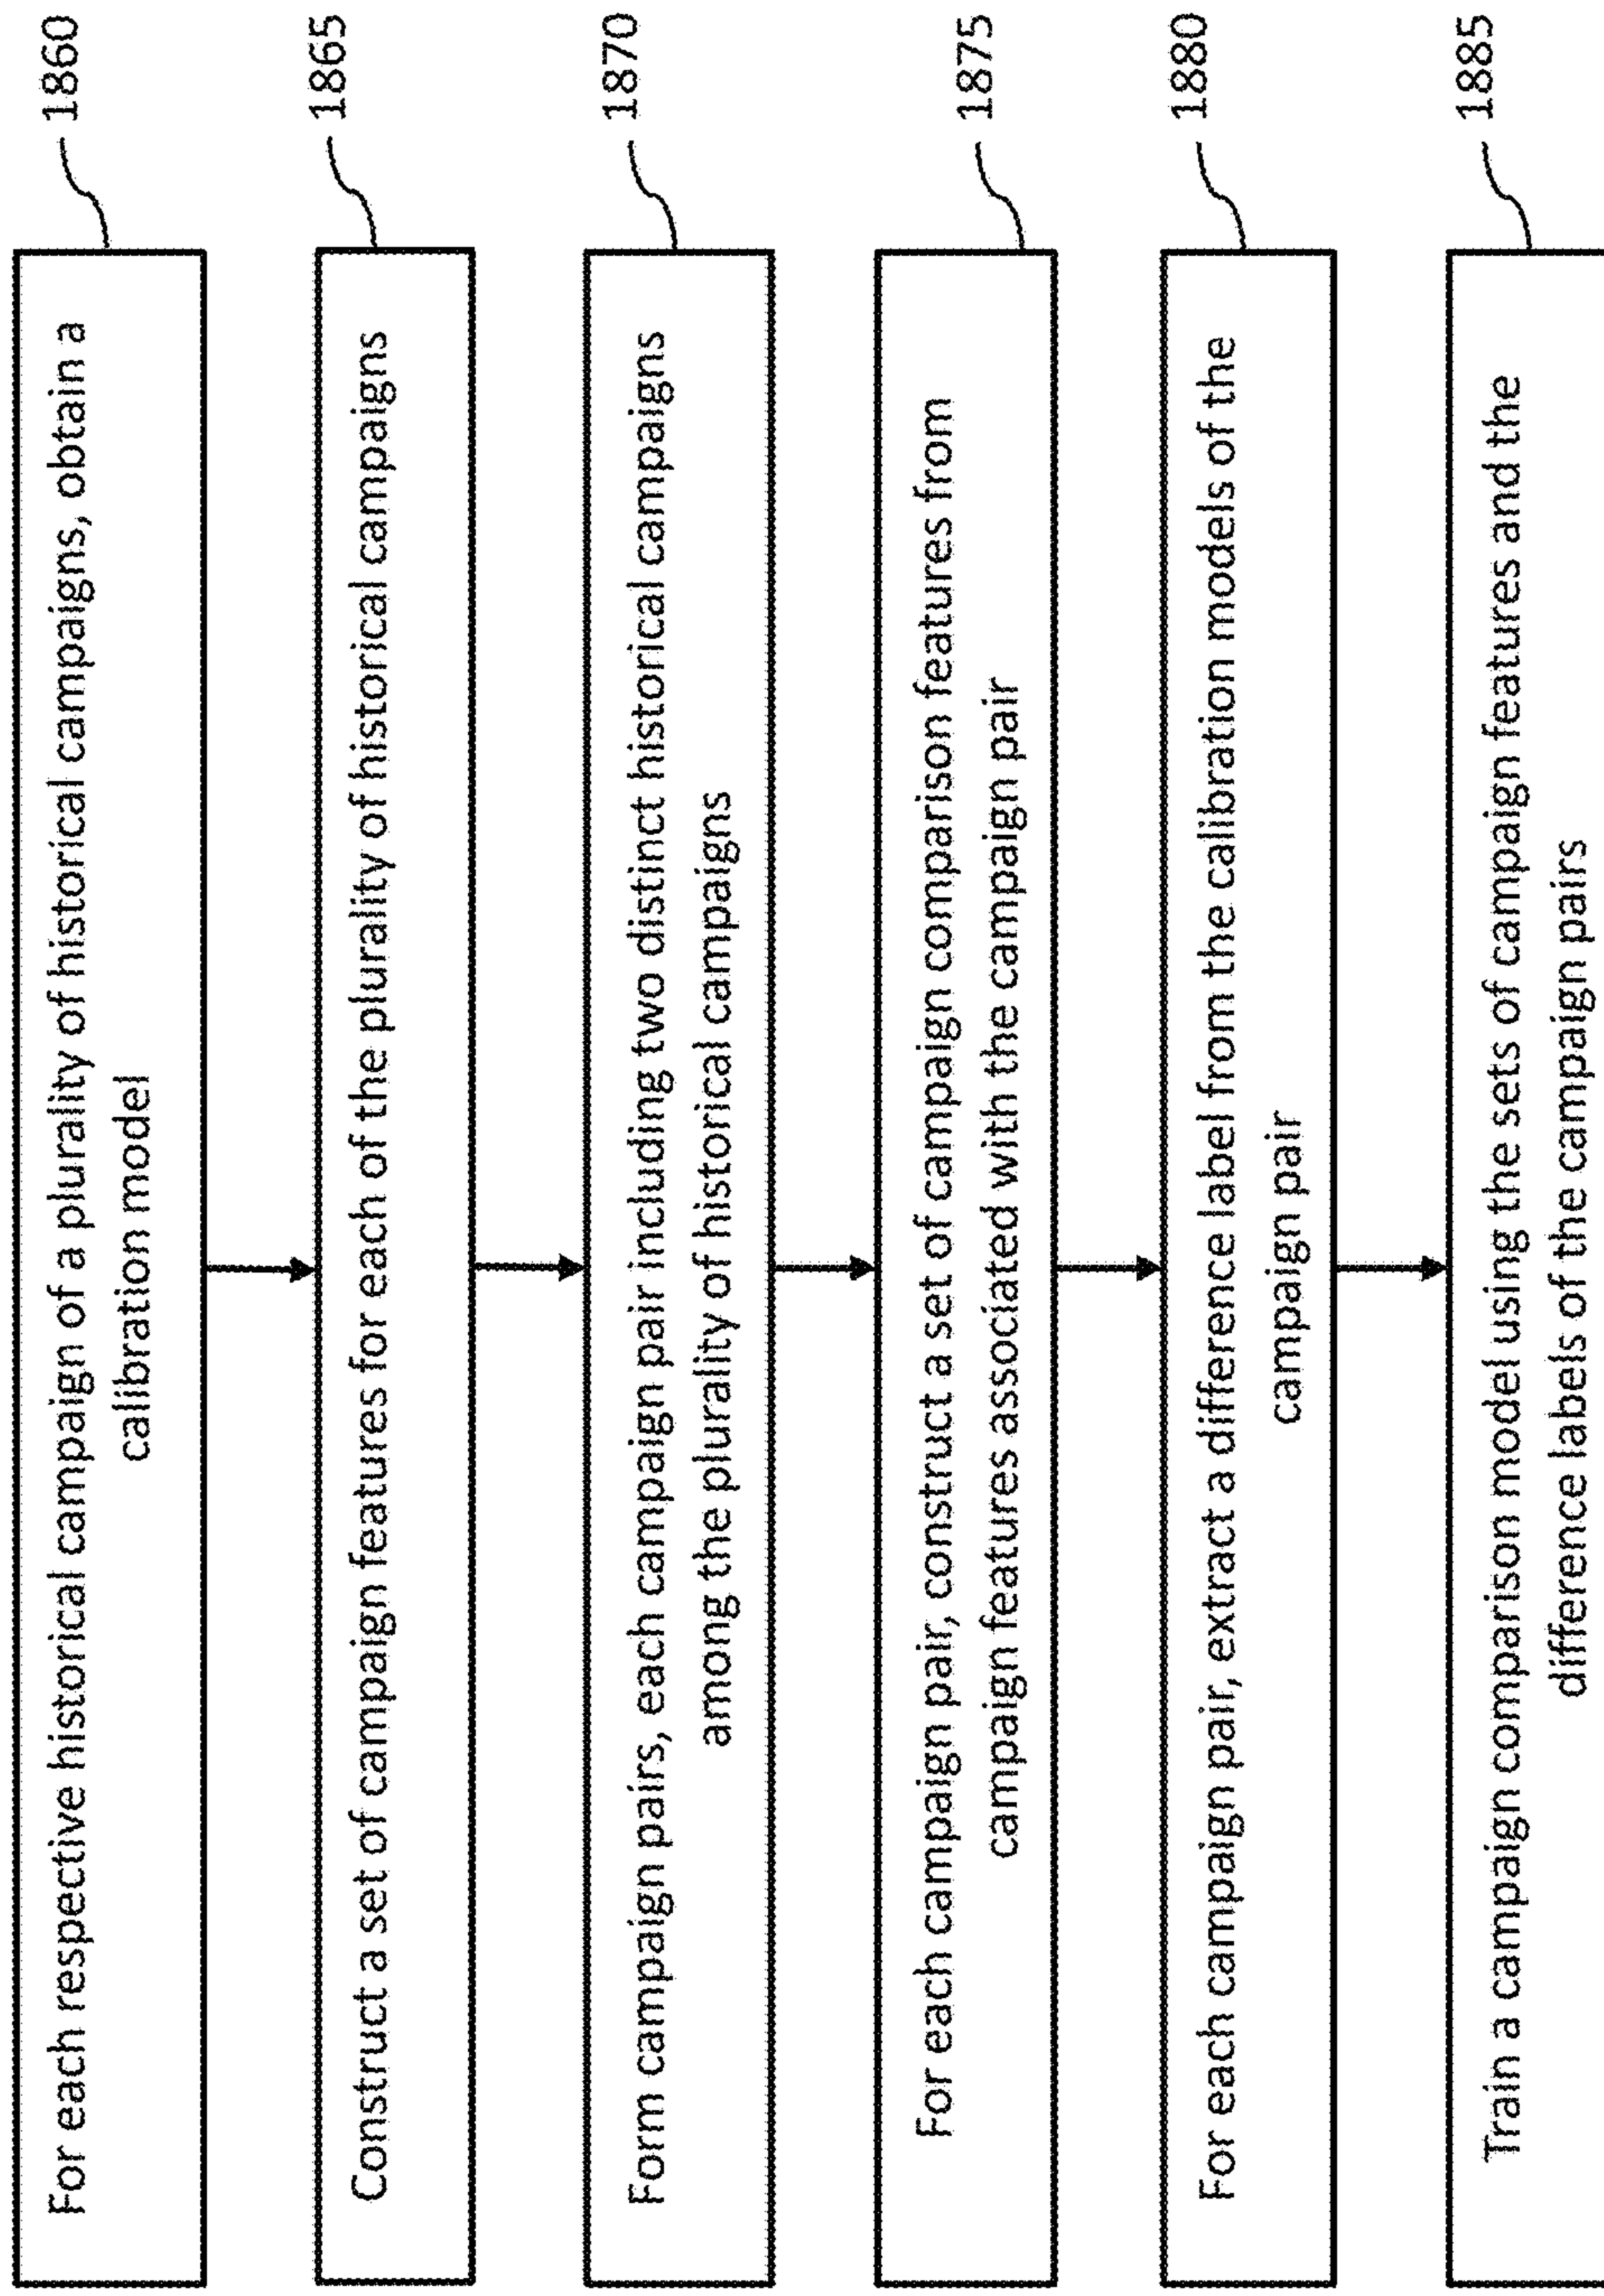 For each respective historical campaign of a plurality of historical campaigns, obtain a
calibration model
1860
Construct a set of campaign features for each of the plurality of historical campaigns
1865
Form campaign pairs, each campaign pair including two distinct historical campaigns
among the plurality of historical campaigns
1870
For each campaign pair, construct a set of campaign comparison features from
campaign features associated with the campaign pair
1875
For each campaign pair, extract a difference label from the calibration models of the
campaign pair
1880
Train a campaign comparison model using the sets of campaign features and the
difference labels of the campaign pairs
1885